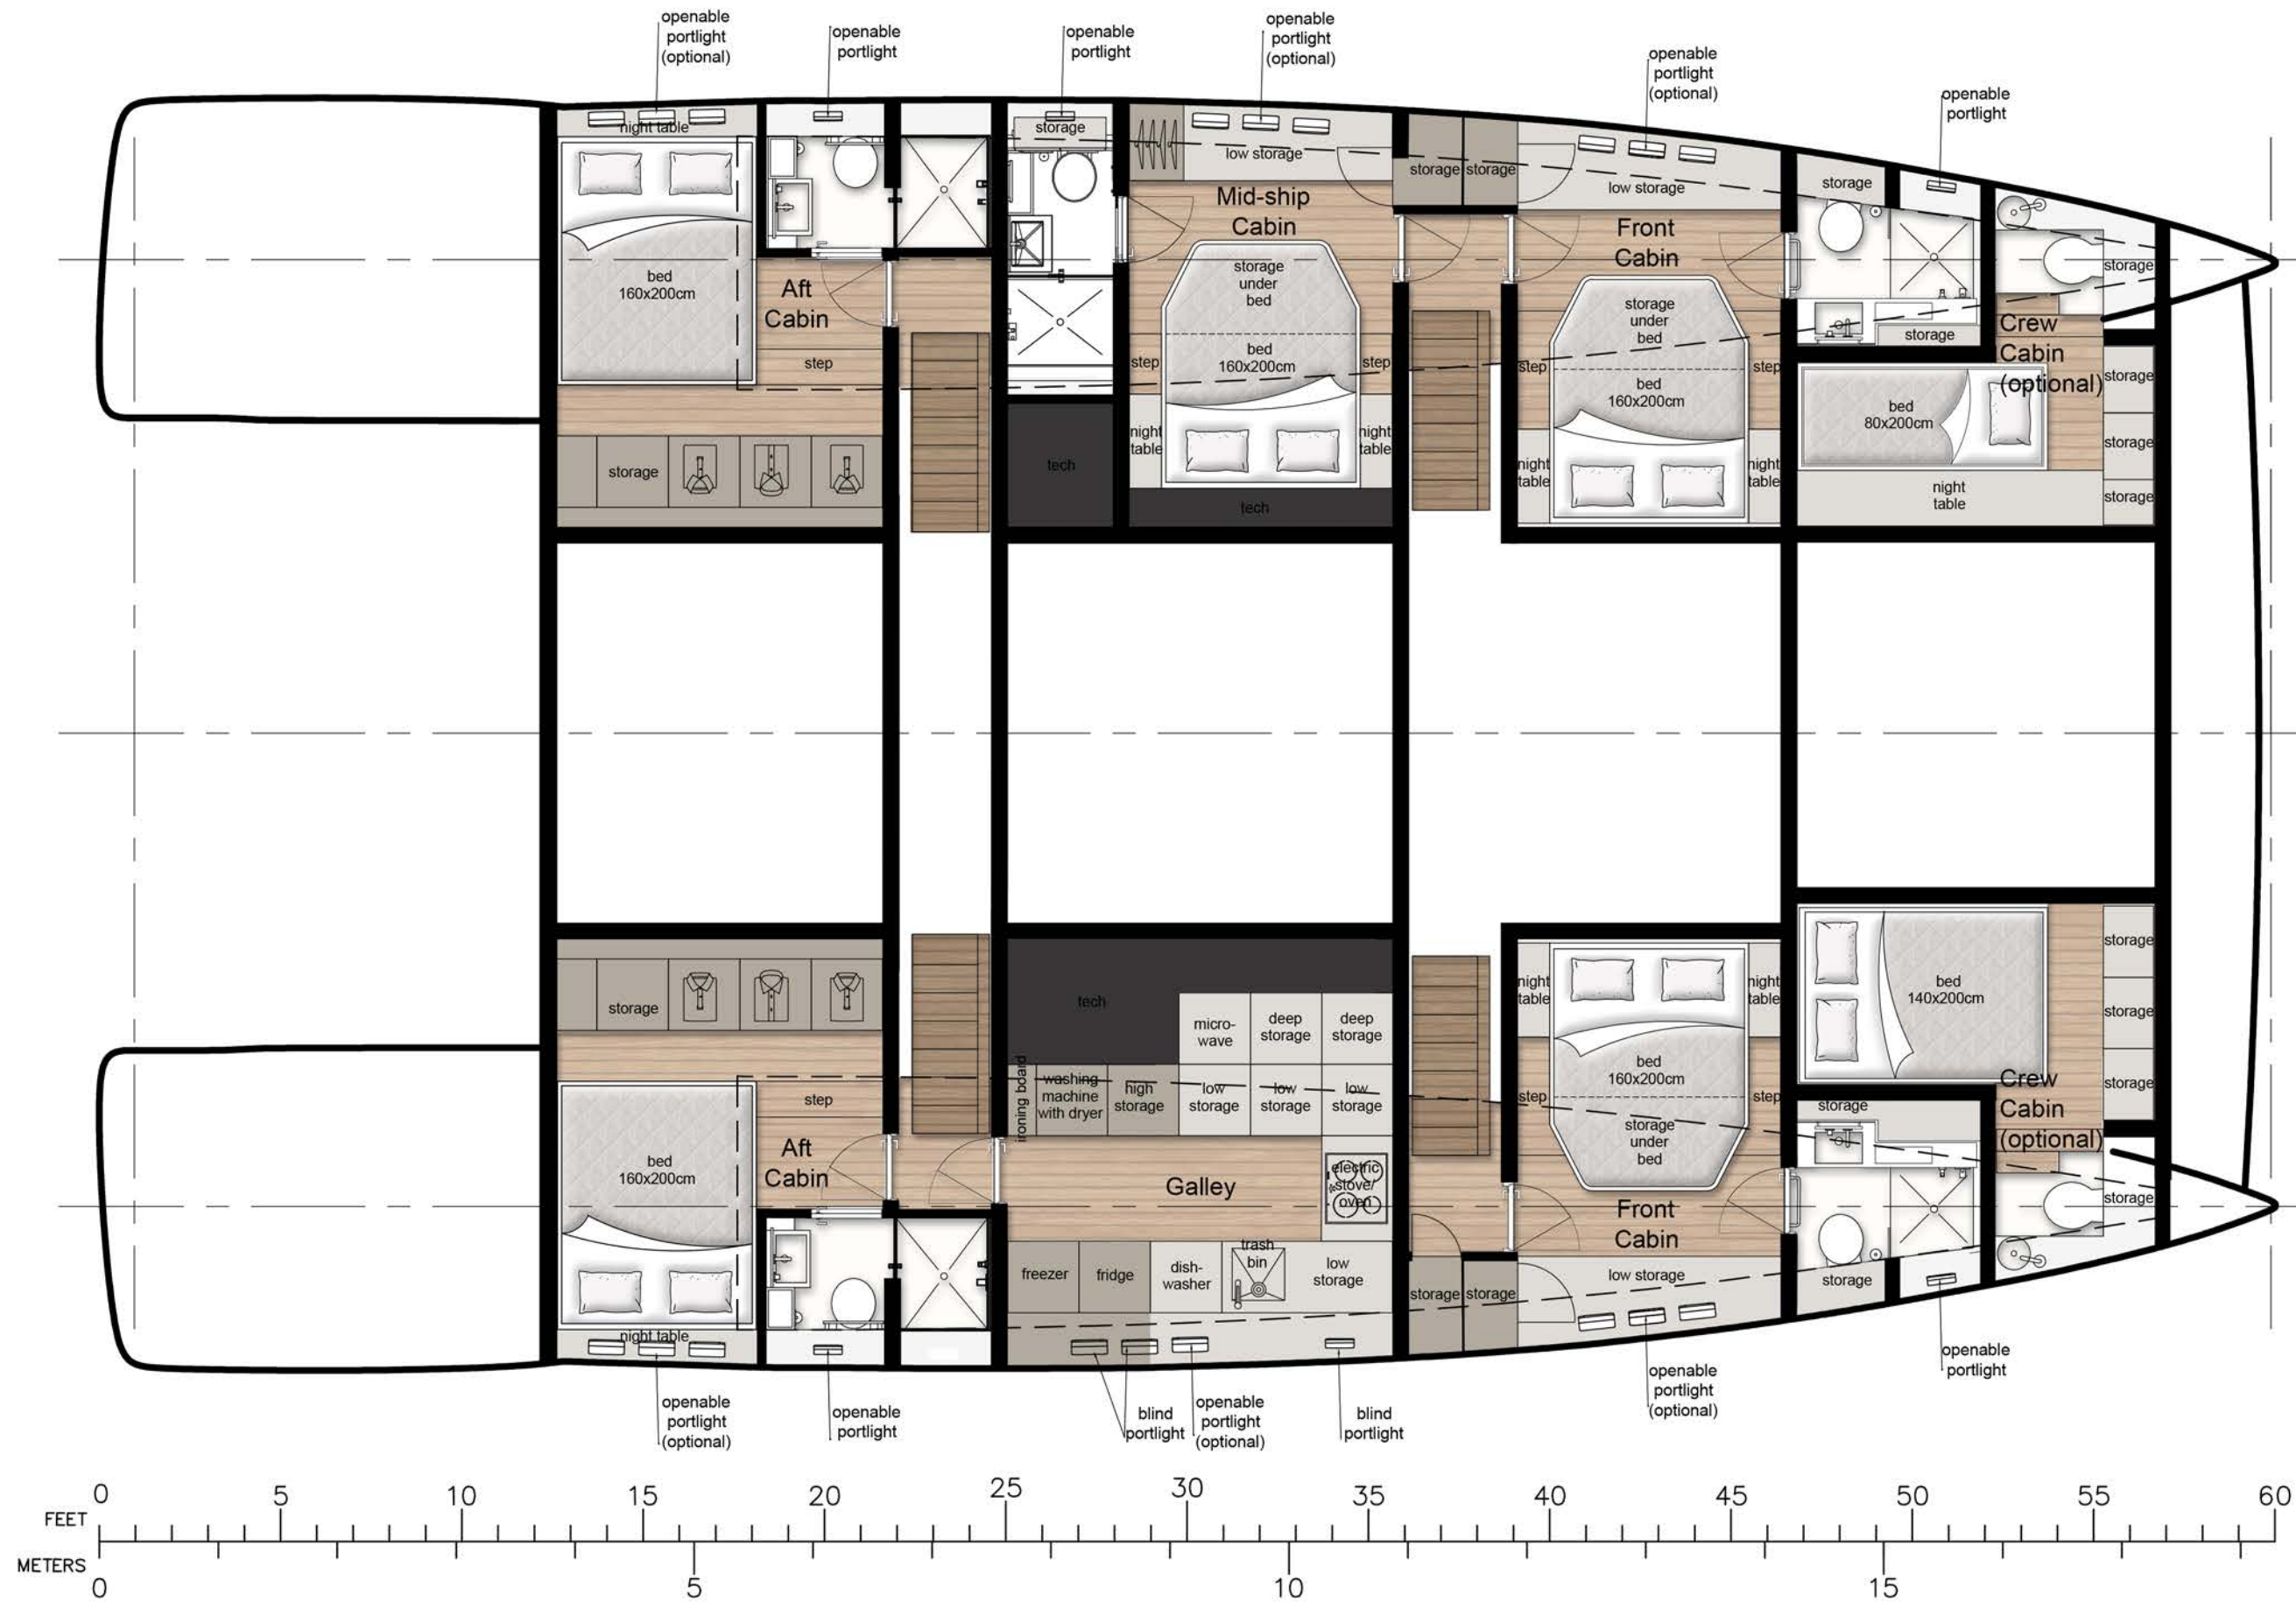 openable
portlight
(optional)
openable
portlight
openable
portlight
openable
portlight
(optional)
openable
portlight
(optional)
openable
portlight
night table
bed
160x200cm
Aft
Cabin
step
storage
storage
tech
low storage
Mid-ship
Cabin
storage
under
bed
bed
160x200cm
step
step
night
table
night
table
tech
storage
storage
low storage
Front
Cabin
storage
under
bed
bed
160x200cm
step
step
night
table
night
table
storage
storage
storage
Crew
Cabin
(optional)
bed
80x200cm
night
table
storage
storage
storage
storage
bed
160x200cm
Aft
Cabin
step
night table
tech
micro-
wave
deep
storage
deep
storage
ironing board
washing
machine
with dryer
high
storage
low
storage
low
storage
low
storage
Galley
electric
stove/
oven
freezer
fridge
dish-
washer
trash
bin
low
storage
night
table
night
table
bed
160x200cm
step
step
storage
under
bed
Front
Cabin
low storage
storage
storage
bed
140x200cm
storage
storage
storage
Crew
Cabin
(optional)
storage
storage
storage
openable
portlight
(optional)
openable
portlight
blind
portlight
openable
portlight
(optional)
blind
portlight
openable
portlight
(optional)
openable
portlight
0 5 10 15 20 25 30 35 40 45 50 55 60
FEET
METERS
0 5 10 15